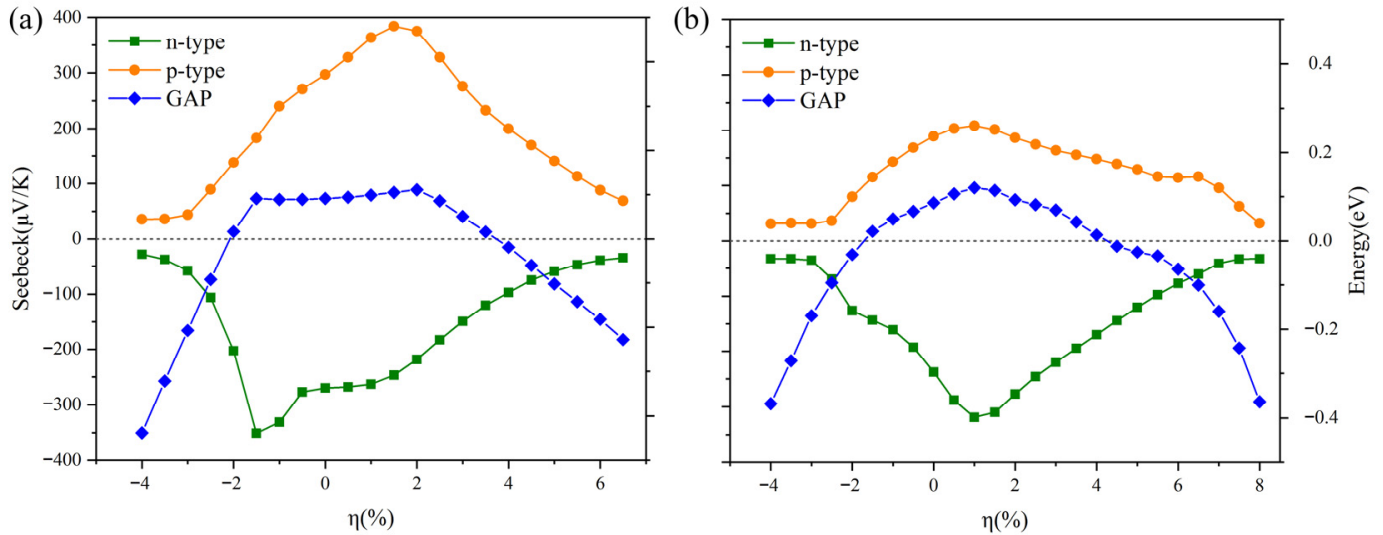 (a)
n-type
p-type
GAP
Seebeck(μV/K)
400
300
200
100
0
−100
−200
−300
−400
−4
−2
0
2
4
6
η(%)
(b)
n-type
p-type
GAP
0.4
0.2
0.0
−0.2
−0.4
Energy(eV)
−4
−2
0
2
4
6
8
η(%)